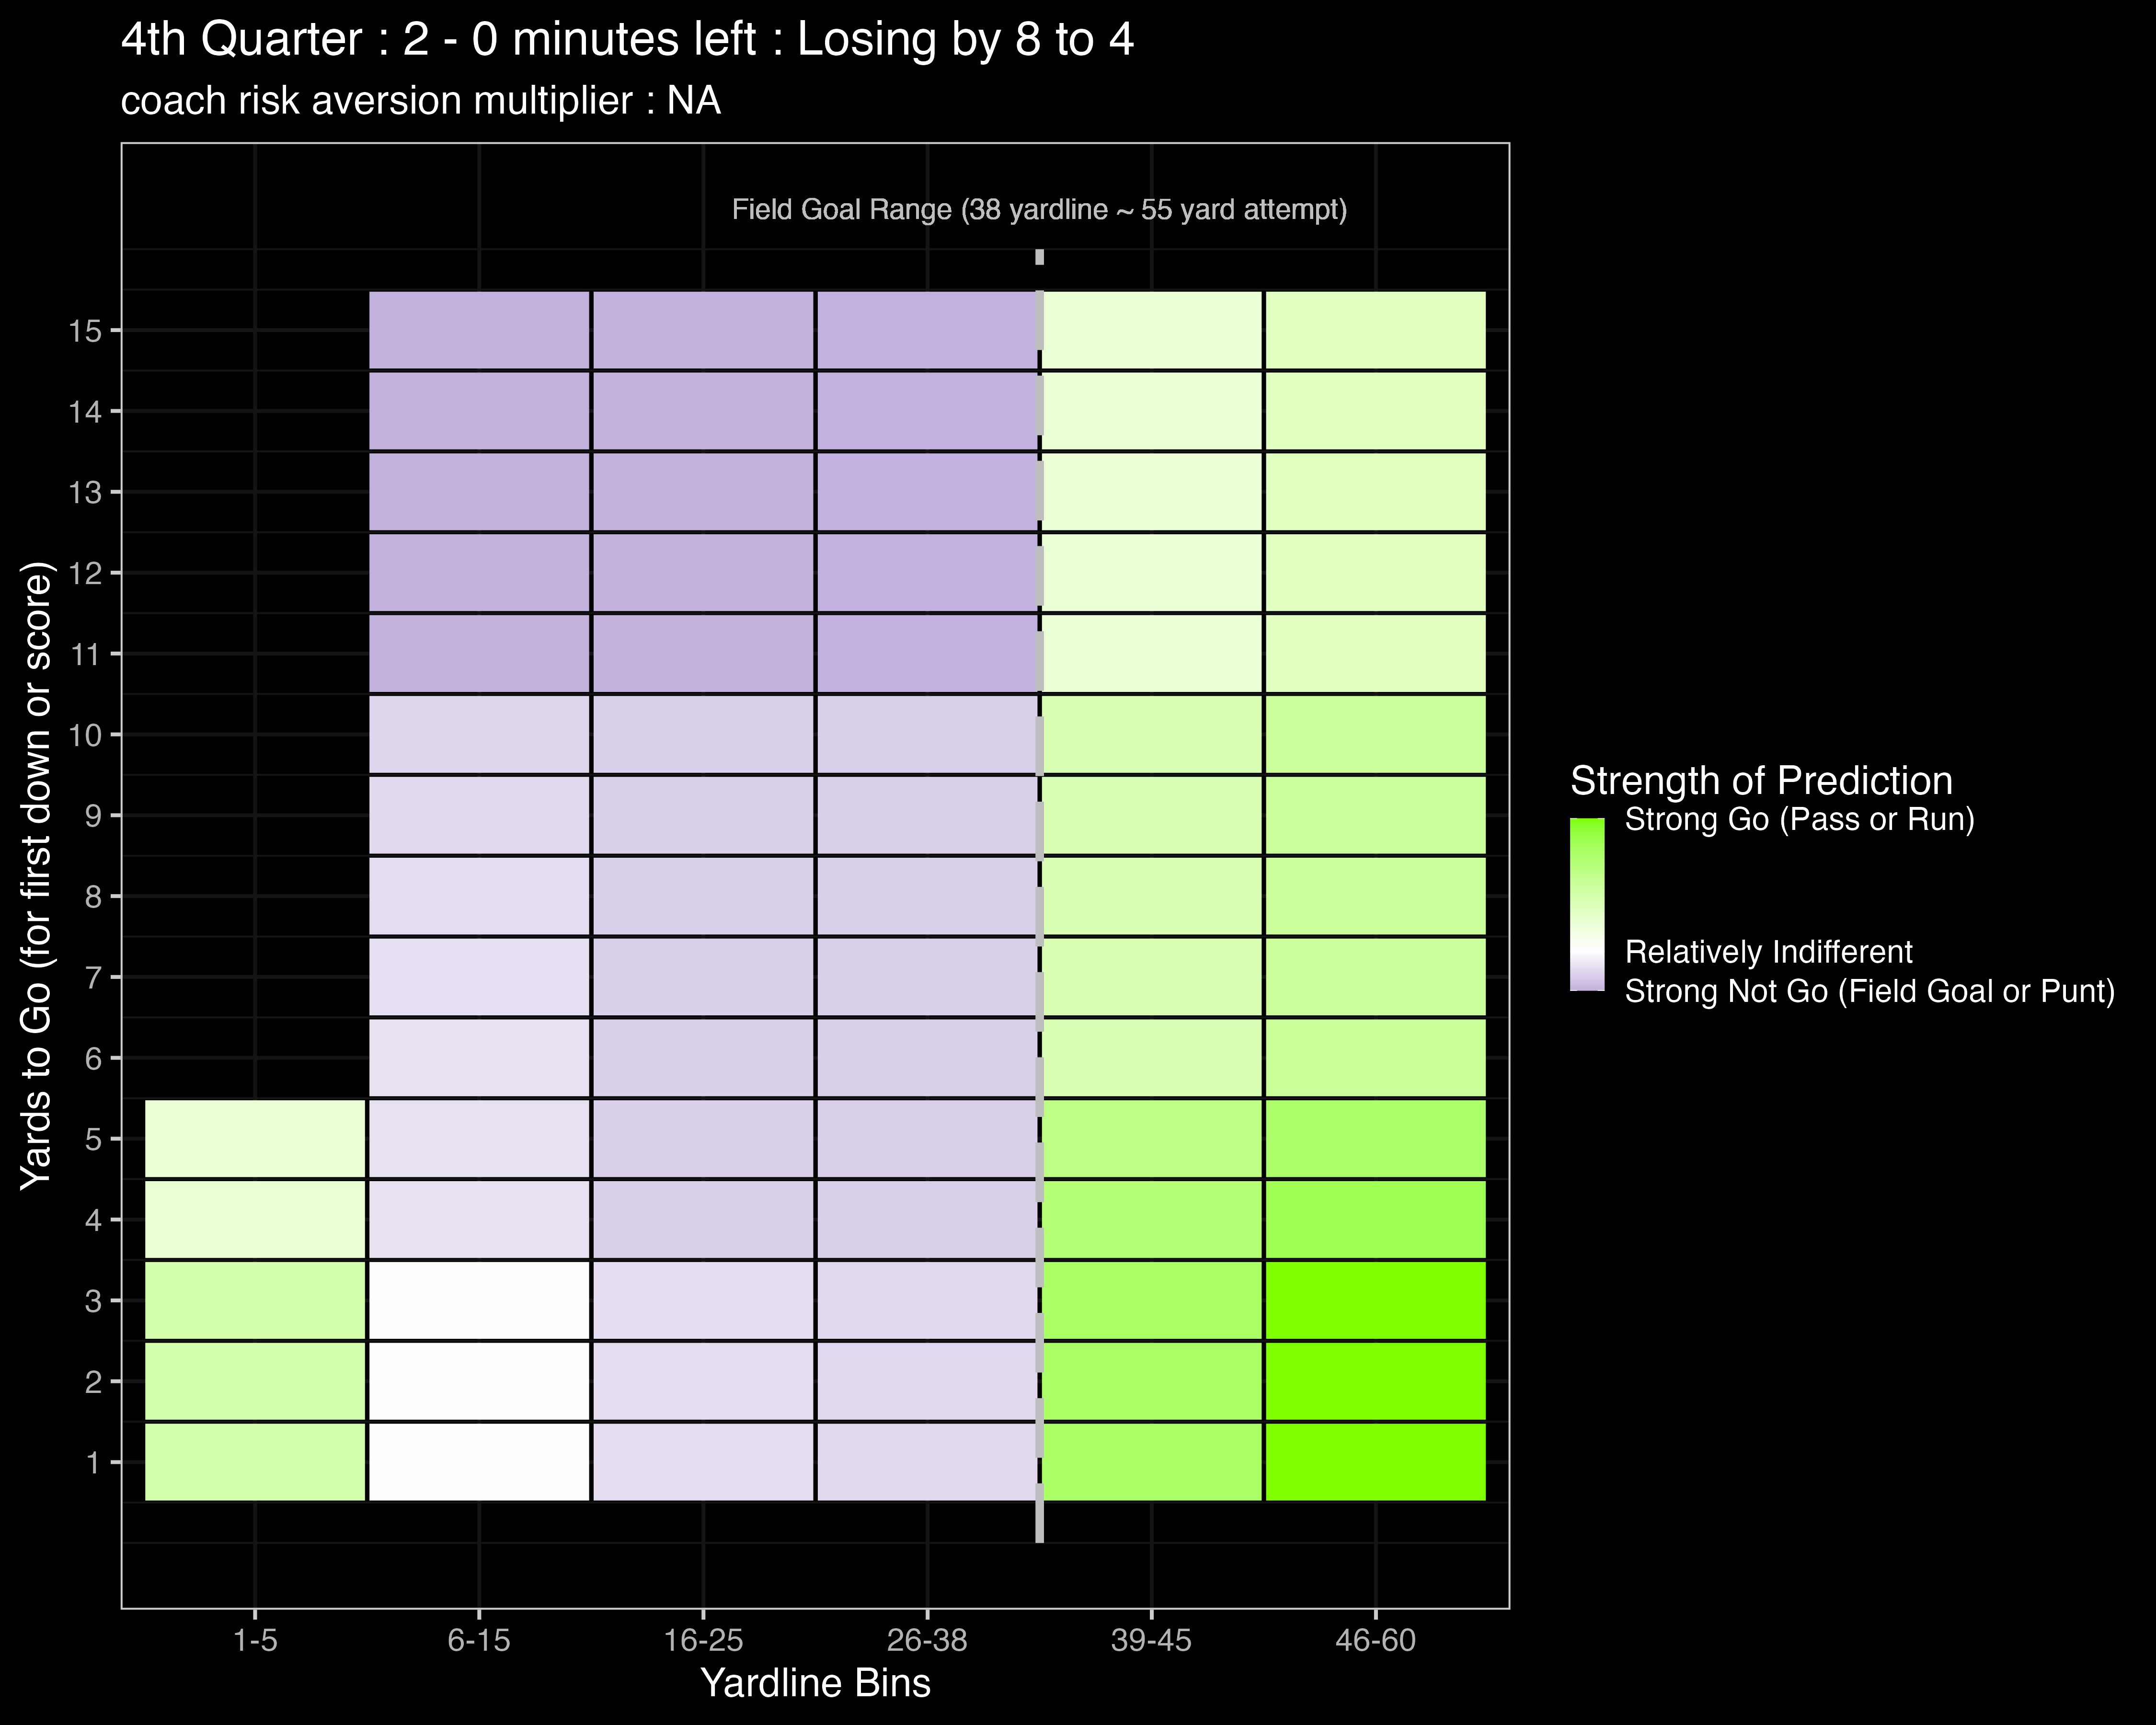 4th Quarter : 2 - 0 minutes left : Losing by 8 to 4
coach risk aversion multiplier : NA
Field Goal Range (38 yardline ~ 55 yard attempt)
Yards to Go (for first down or score)
15
14
13
12
11
10
9
8
7
6
5
4
3
2
1
1-5
6-15
16-25
26-38
39-45
46-60
Yardline Bins
Strength of Prediction
Strong Go (Pass or Run)
Relatively Indifferent
Strong Not Go (Field Goal or Punt)